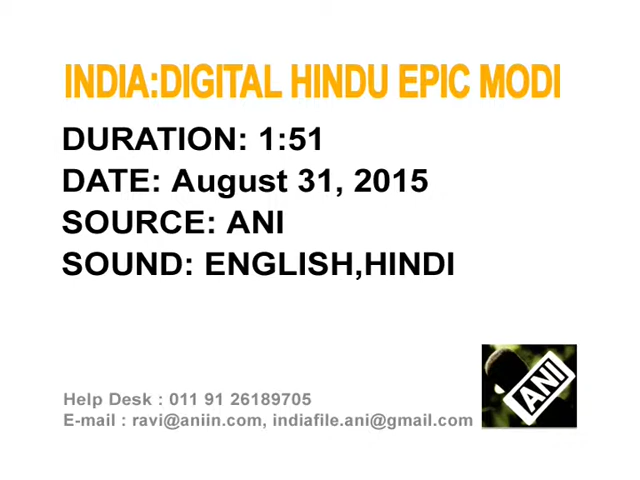 INDIA:DIGITAL HINDU EPIC MODI
DURATION: 1:51
DATE: August 31, 2015
SOURCE: ANI
SOUND: ENGLISH,HINDI
Help Desk : 011 91 26189705
E-mail : ravi@aniin.com, indiafile.ani@gmail.com
ANI